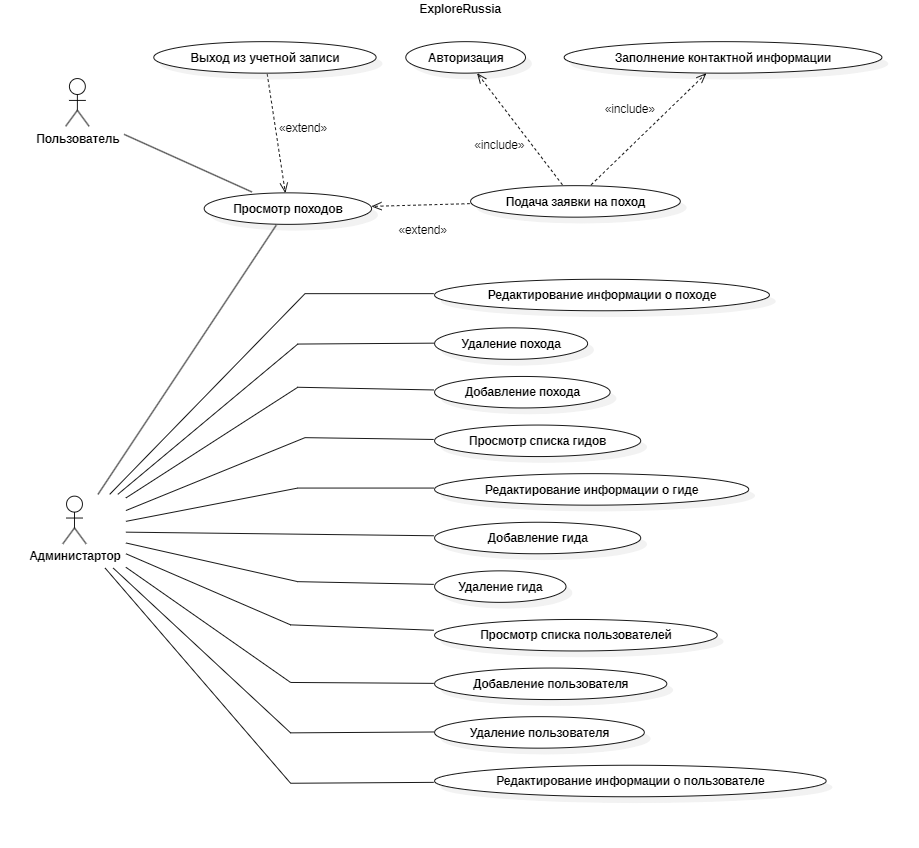 ExploreRussia
Выход из учетной записи
Авторизация
Заполнение контактной информации
«include»
«extend»
Пользователь
«include»
Подача заявки на поход
Просмотр походов
«extend»
Редактирование информации о походе
Удаление похода
Добавление похода
Просмотр списка гидов
Редактирование информации о гиде
Добавление гида
Администартор
Удаление гида
Просмотр списка пользователей
Добавление пользователя
Удаление пользователя
Редактирование информации о пользователе